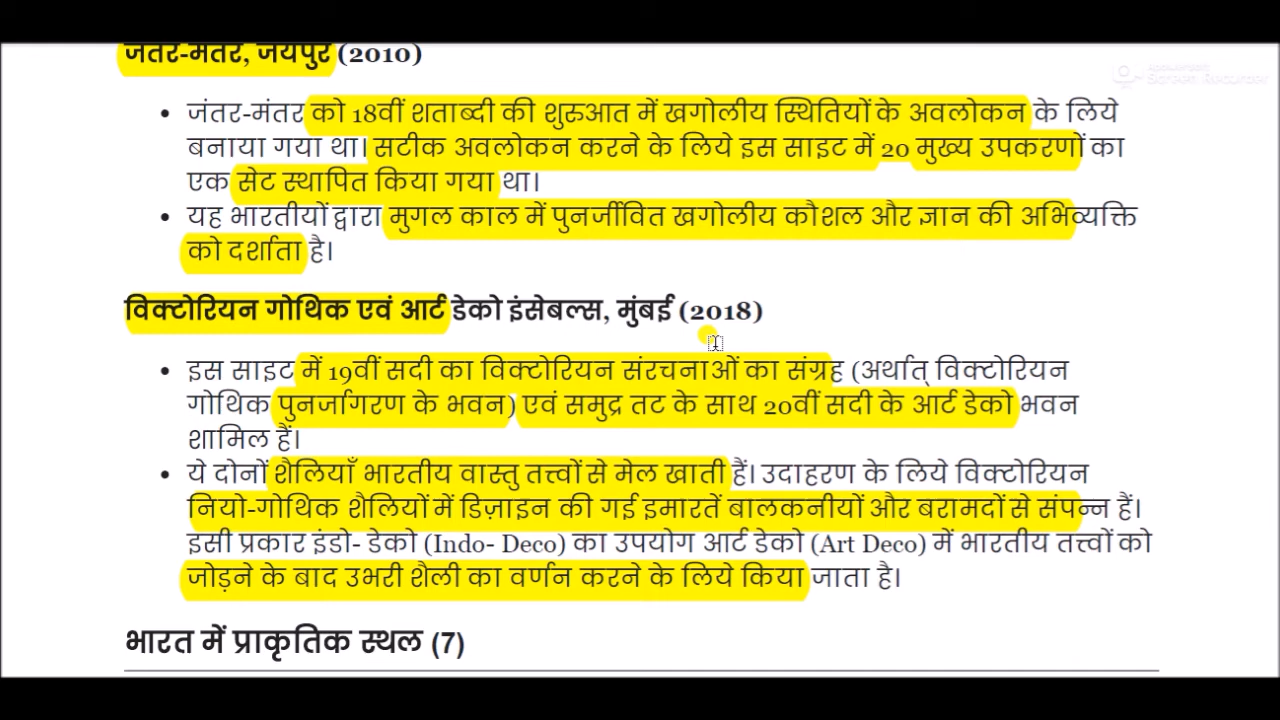 जंतर-मंतर, जयपुर (2010)
• जंतर-मंतर को 18वीं शताब्दी की शुरुआत में खगोलीय स्थितियों के अवलोकन के लिये
बनाया गया था। सटीक अवलोकन करने के लिये इस साइट में 20 मुख्य उपकरणों का
एक सेट स्थापित किया गया था।
• यह भारतीयों द्वारा मुगल काल में पुनर्जीवित खगोलीय कौशल और ज्ञान की अभिव्यक्ति
को दर्शाता है।
विक्टोरियन गोथिक एवं आर्ट डेको इंसेबल्स, मुंबई (2018)
• इस साइट में 19वीं सदी का विक्टोरियन संरचनाओं का संग्रह (अर्थात् विक्टोरियन
गोथिक पुनर्जागरण के भवन) एवं समुद्र तट के साथ 20वीं सदी के आर्ट डेको भवन
शामिल हैं।
• ये दोनों शैलियाँ भारतीय वास्तु तत्त्वों से मेल खाती हैं। उदाहरण के लिये विक्टोरियन
नियो-गोथिक शैलियों में डिज़ाइन की गई इमारतें बालकनीयों और बरामदों से संपन्न हैं।
इसी प्रकार इंडो- डेको (Indo- Deco) का उपयोग आर्ट डेको (Art Deco) में भारतीय तत्त्वों को
जोड़ने के बाद उभरी शैली का वर्णन करने के लिये किया जाता है।
भारत में प्राकृतिक स्थल (7)
Screen Recorder